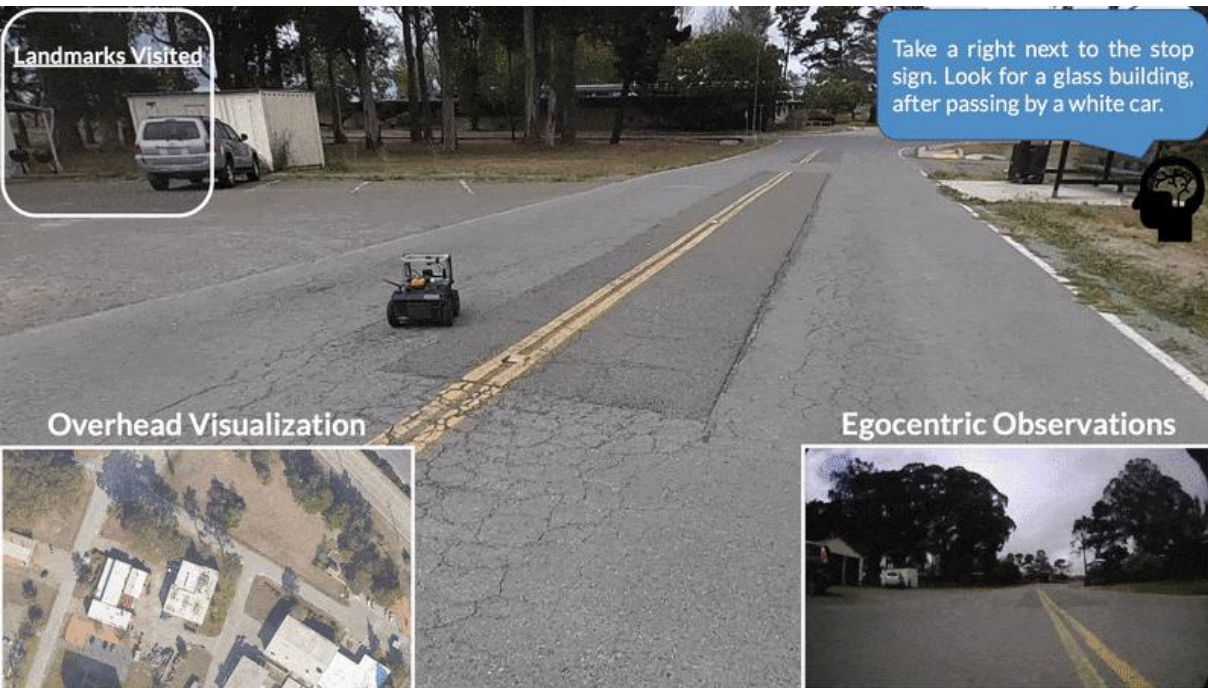 Landmarks Visited
Take a right next to the stop
sign. Look for a glass building,
after passing by a white car.
Overhead Visualization
Egocentric Observations